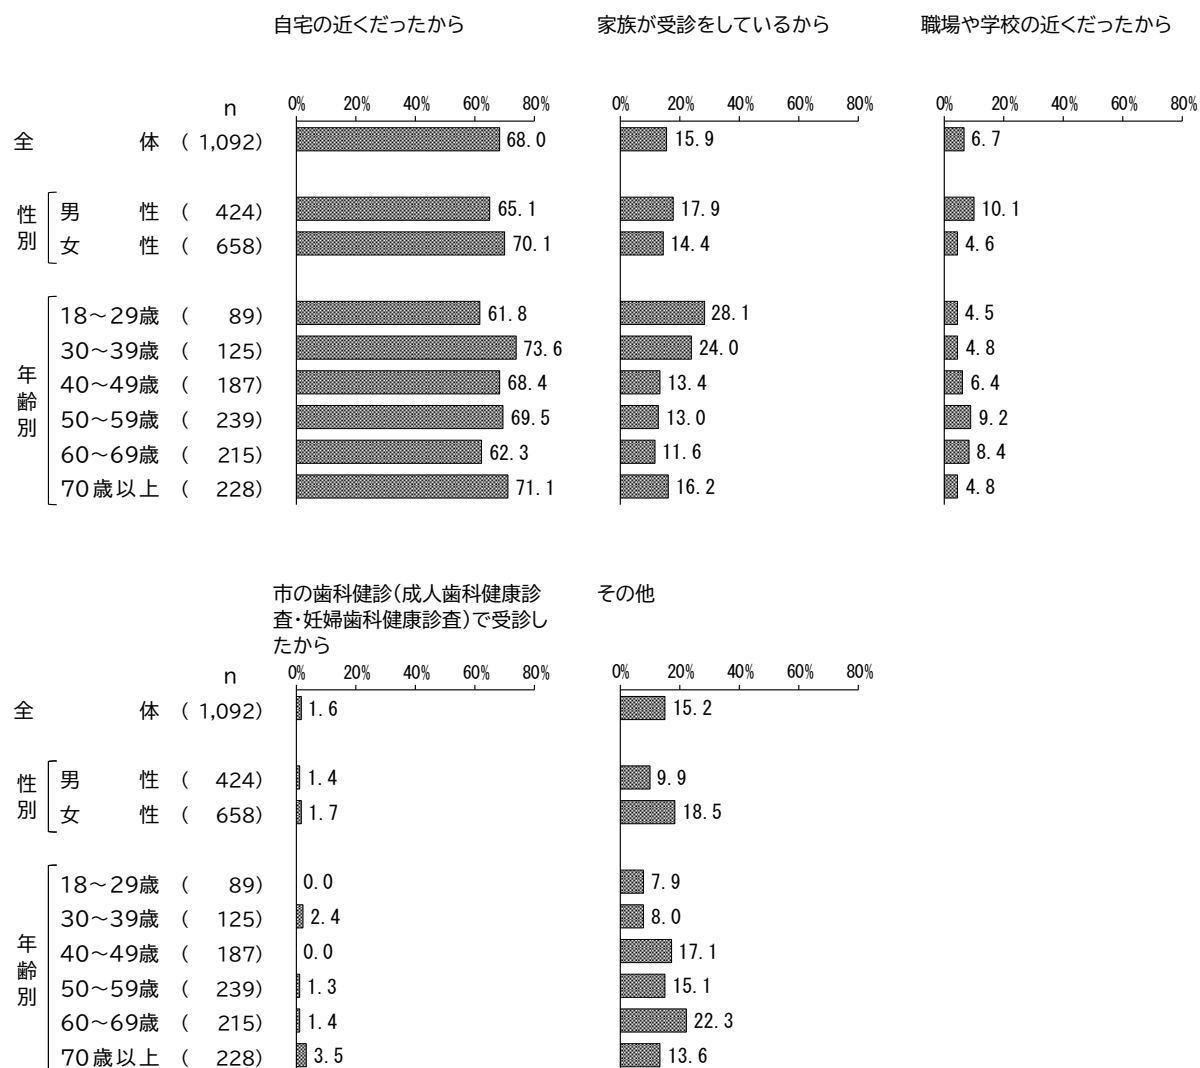 自宅の近くだったから 家族が受診をしているから 職場や学校の近くだったから
n 0% 20% 40% 60% 80% 0% 20% 40% 60% 80% 0% 20% 40% 60% 80%
全体 (1,092) 68.0 15.9 6.7
性別
男性 (424) 65.1 17.9 10.1
女性 (658) 70.1 14.4 4.6
年齢別
18～29歳 (89) 61.8 28.1 4.5
30～39歳 (125) 73.6 24.0 4.8
40～49歳 (187) 68.4 13.4 6.4
50～59歳 (239) 69.5 13.0 9.2
60～69歳 (215) 62.3 11.6 8.4
70歳以上 (228) 71.1 16.2 4.8
市の歯科健診（成人歯科健康診 その他
査・妊婦歯科健康診査）で受診し
たから
n 0% 20% 40% 60% 80% 0% 20% 40% 60% 80%
全体 (1,092) 1.6 15.2
性別
男性 (424) 1.4 9.9
女性 (658) 1.7 18.5
年齢別
18～29歳 (89) 0.0 7.9
30～39歳 (125) 2.4 8.0
40～49歳 (187) 0.0 17.1
50～59歳 (239) 1.3 15.1
60～69歳 (215) 1.4 22.3
70歳以上 (228) 3.5 13.6